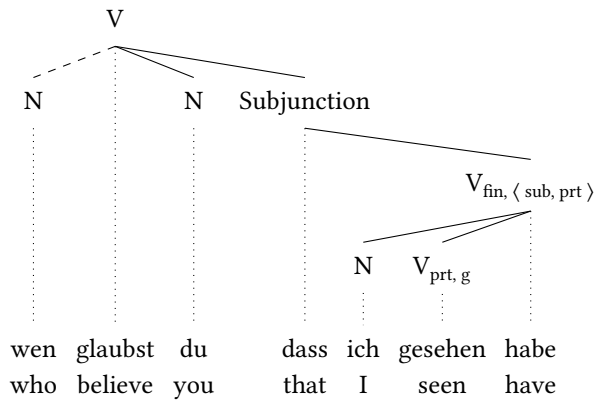 V
N N Subjunction
V fin, ⟨ sub, prt ⟩
N V prt, g
wen glaubst du dass ich gesehen habe
who believe you that I seen have